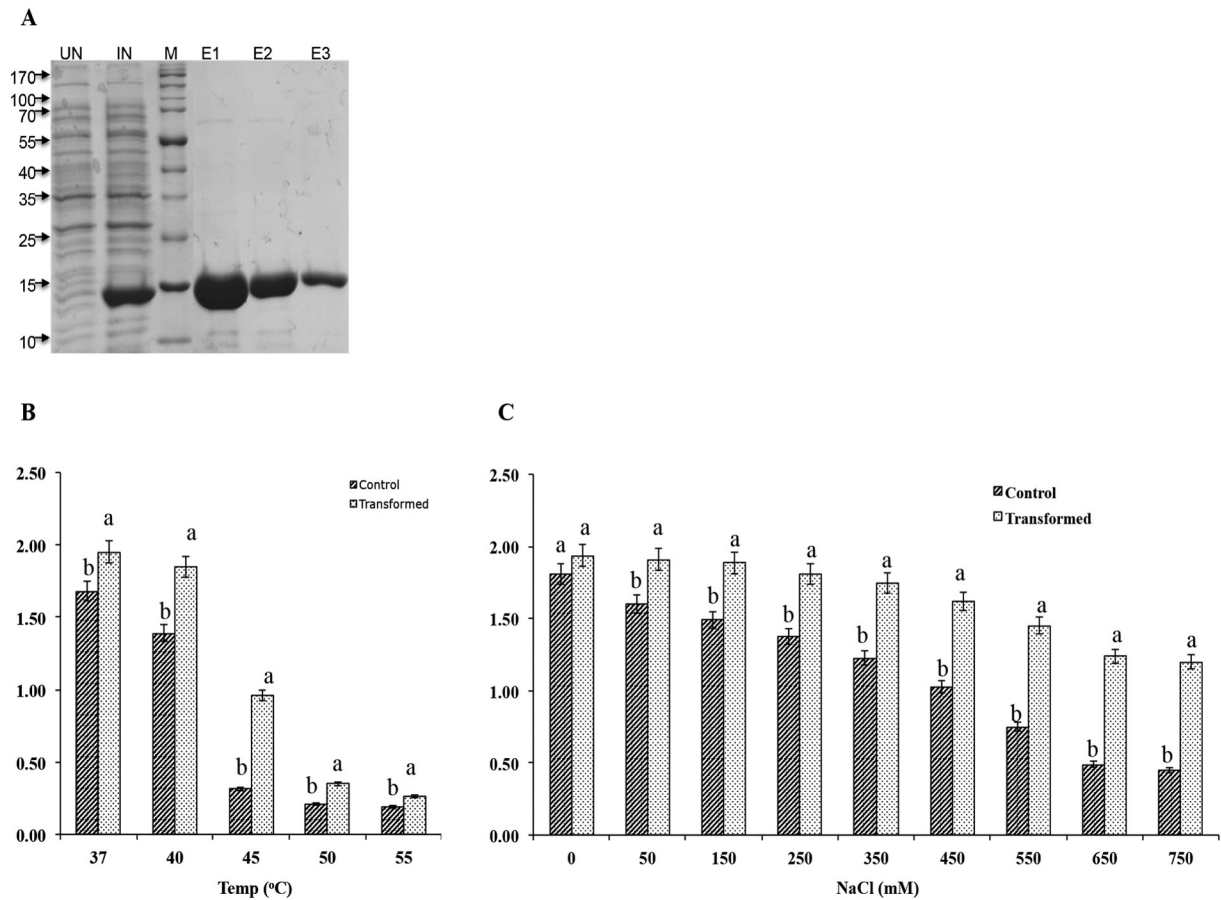 A
UN IN M E1 E2 E3
170
100
70
55
40
35
25
15
10
B
2.50
2.00
1.50
1.00
0.50
0.00
Control
Transformed
b a b a b a b a b a
37 40 45 50 55
Temp (ºC)
C
2.50
2.00
1.50
1.00
0.50
0.00
Control
Transformed
a a b a b a b a b a b a b a b a b a
0 50 150 250 350 450 550 650 750
NaCl (mM)